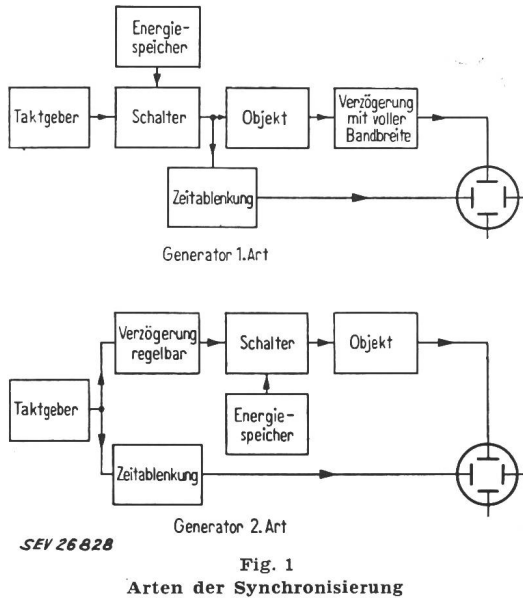 Energie-
speicher
Taktgeber
Schalter
Objekt
Verzögerung
mit voller
Bandbreite
Zeitablenkung
Generator 1.Art
Verzögerung
regelbar
Schalter
Objekt
Taktgeber
Energie-
speicher
Zeitablenkung
Generator 2.Art
SEV 26828
Fig. 1
Arten der Synchronisierung